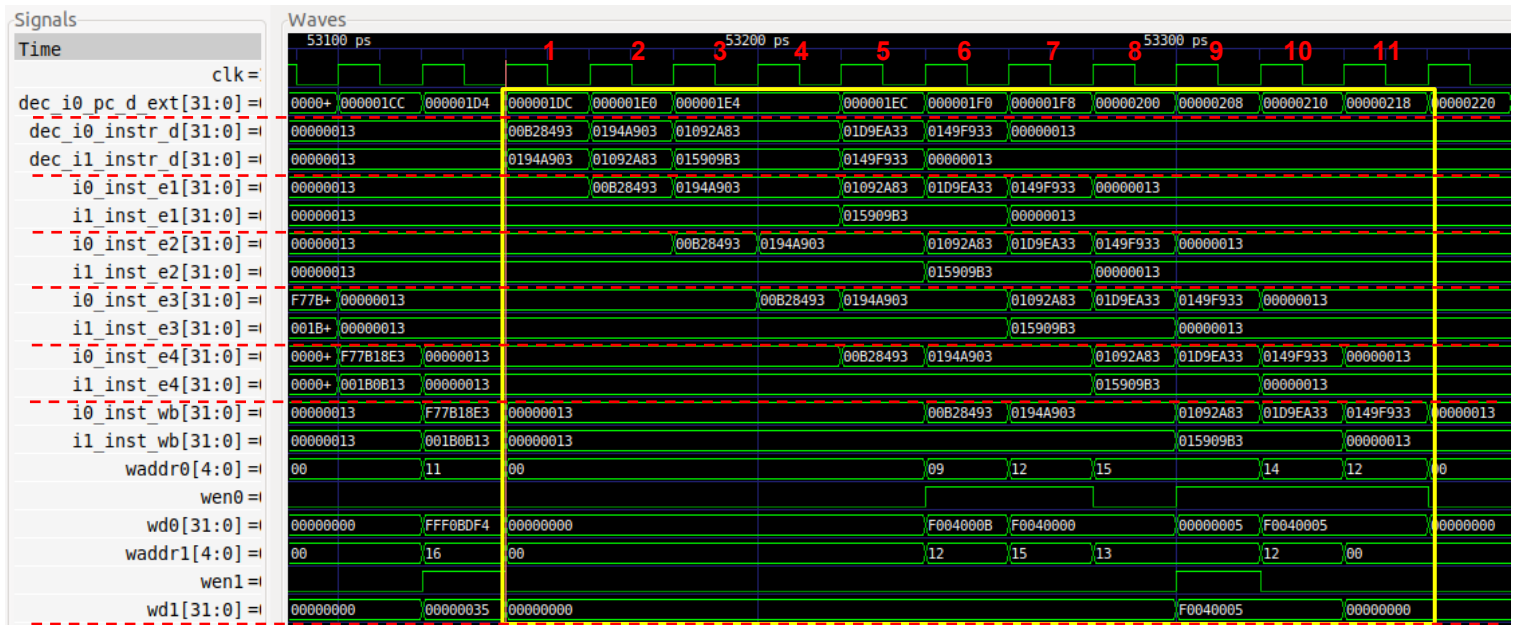 Signals Waves
Time 53100 ps 53200 ps 53300 ps
1 2 3 4 5 6 7 8 9 10 11
clk =
dec_i0_pc_d_ext[31:0] = 0000+ 000001CC 000001D4 000001DC 000001E0 000001E4 000001EC 000001F0 000001F8 00000200 00000208 00000210 00000218 00000220
dec_i0_instr_d[31:0] = 00000013 00B28493 0194A903 01092A83 01D9EA33 0149F933 00000013
dec_i1_instr_d[31:0] = 00000013 0194A903 01092A83 015909B3 0149F933 00000013
i0_inst_e1[31:0] = 00000013 00B28493 0194A903 01092A83 01D9EA33 0149F933 00000013
i1_inst_e1[31:0] = 00000013 015909B3 00000013
i0_inst_e2[31:0] = 00000013 00B28493 0194A903 01092A83 01D9EA33 0149F933 00000013
i1_inst_e2[31:0] = 00000013 015909B3 00000013
i0_inst_e3[31:0] = F77B+ 00000013 00B28493 0194A903 01092A83 01D9EA33 0149F933 00000013
i1_inst_e3[31:0] = 001B+ 00000013 015909B3 00000013
i0_inst_e4[31:0] = 0000+ F77B18E3 00000013 00B28493 0194A903 01092A83 01D9EA33 0149F933 00000013
i1_inst_e4[31:0] = 0000+ 001B0B13 00000013 015909B3 00000013
i0_inst_wb[31:0] = 00000013 F77B18E3 00000013 00B28493 0194A903 01092A83 01D9EA33 0149F933 00000013
i1_inst_wb[31:0] = 00000013 001B0B13 00000013 015909B3 00000013
waddr0[4:0] = 00 11 00 09 12 15 14 12 00
wen0 =
wd0[31:0] = 00000000 FFF0BDF4 00000000 F004000B F0040000 00000005 F0040005 00000000
waddr1[4:0] = 00 16 00 12 15 13 12 00
wen1 =
wd1[31:0] = 00000000 00000035 00000000 F0040005 00000000